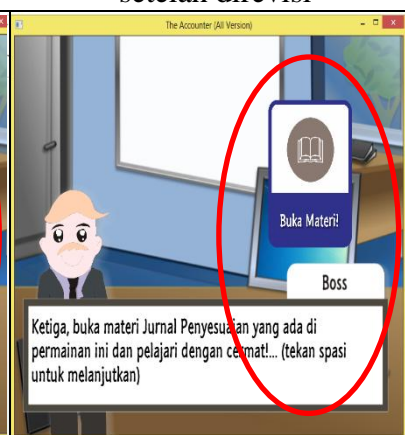 setelah direvisi
The Accounter (All Version)
Buka Materi!
Boss
Ketiga, buka materi Jurnal Penyesuaian yang ada di
permainan ini dan pelajari dengan cermat!... (tekan spasi
untuk melanjutkan)